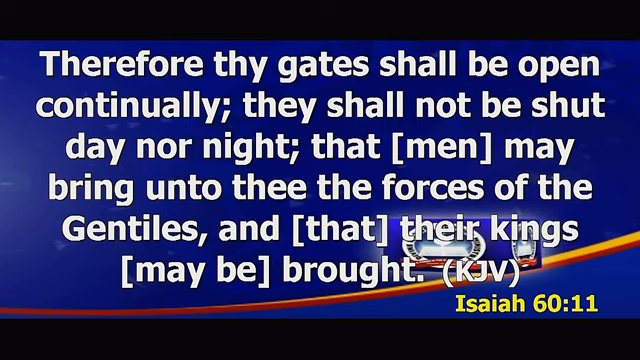 Therefore thy gates shall be open
continually; they shall not be shut
day nor night; that [men] may
bring unto thee the forces of the
Gentiles, and [that] their kings
[may be] brought. (KJV)
Isaiah 60:11